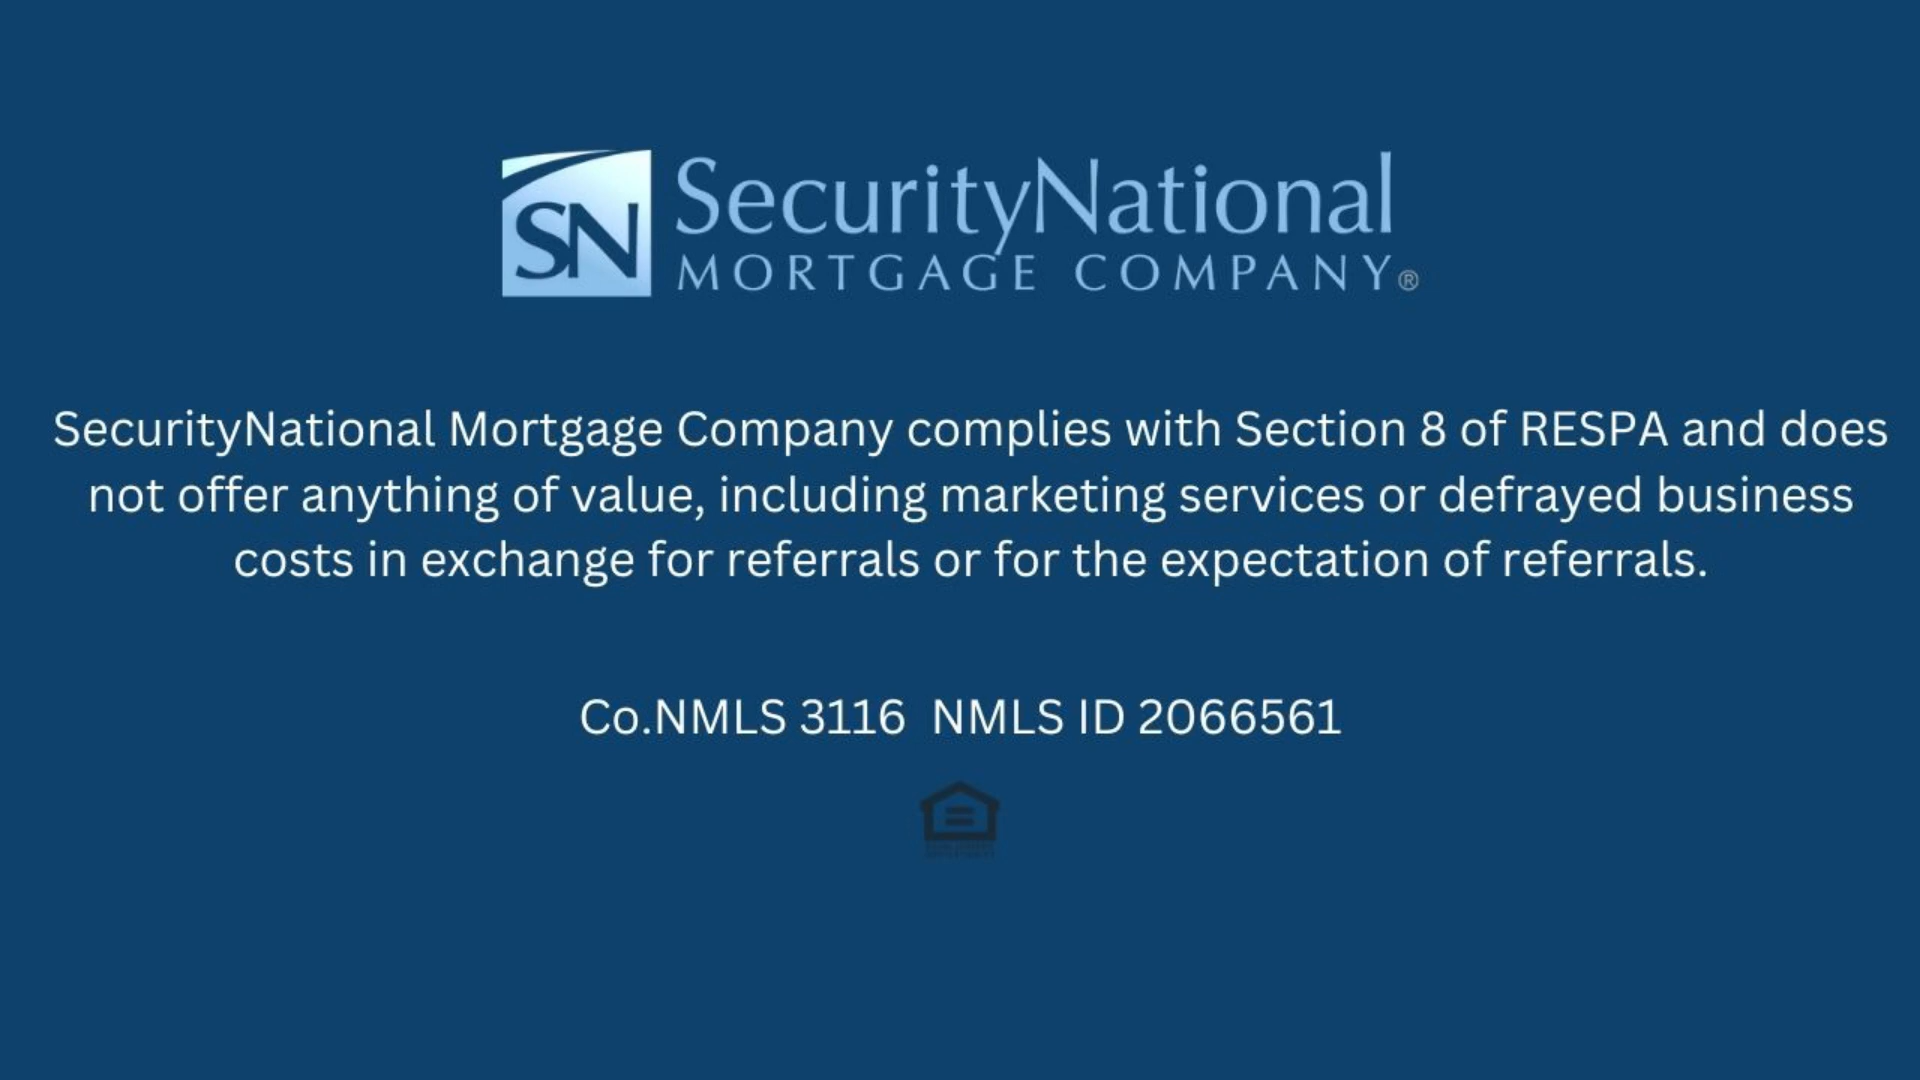 SN SecurityNational
MORTGAGE COMPANY®
SecurityNational Mortgage Company complies with Section 8 of RESPA and does
not offer anything of value, including marketing services or defrayed business
costs in exchange for referrals or for the expectation of referrals.
Co.NMLS 3116  NMLS ID 2066561